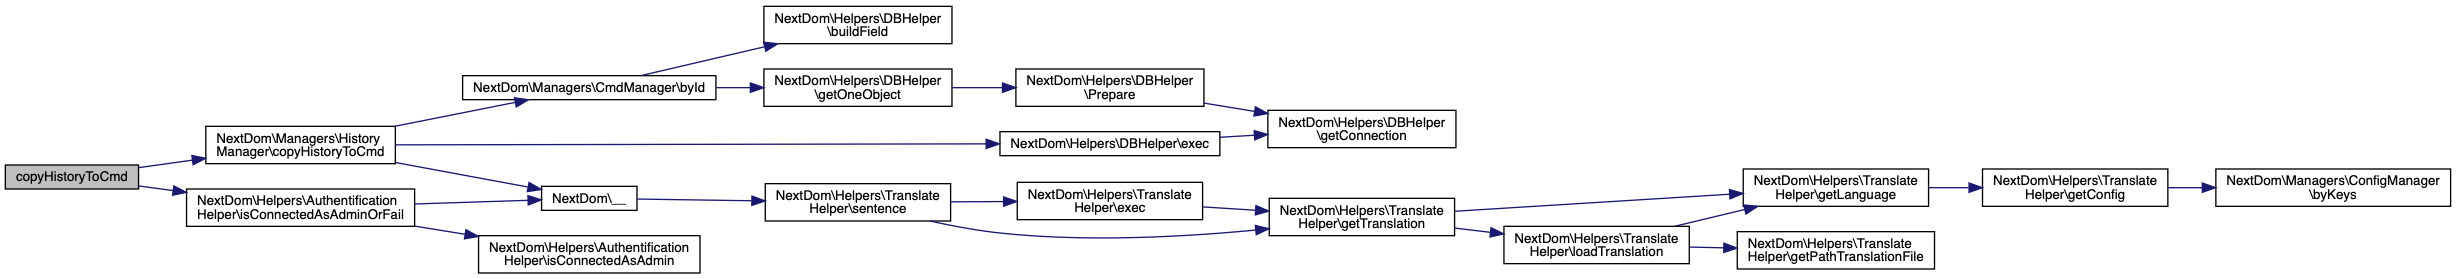 copyHistoryToCmd
NextDom\Managers\History
Manager\copyHistoryToCmd
NextDom\Helpers\Authentification
Helper\isConnectedAsAdminOrFail
NextDom\Managers\CmdManager\byId
NextDom\__
NextDom\Helpers\Authentification
Helper\isConnectedAsAdmin
NextDom\Helpers\DBHelper
\buildField
NextDom\Helpers\DBHelper
\getOneObject
NextDom\Helpers\DBHelper
\Prepare
NextDom\Helpers\DBHelper\exec
NextDom\Helpers\DBHelper
\getConnection
NextDom\Helpers\Translate
Helper\sentence
NextDom\Helpers\Translate
Helper\exec
NextDom\Helpers\Translate
Helper\getTranslation
NextDom\Helpers\Translate
Helper\loadTranslation
NextDom\Helpers\Translate
Helper\getLanguage
NextDom\Helpers\Translate
Helper\getPathTranslationFile
NextDom\Helpers\Translate
Helper\getConfig
NextDom\Managers\ConfigManager
\byKeys